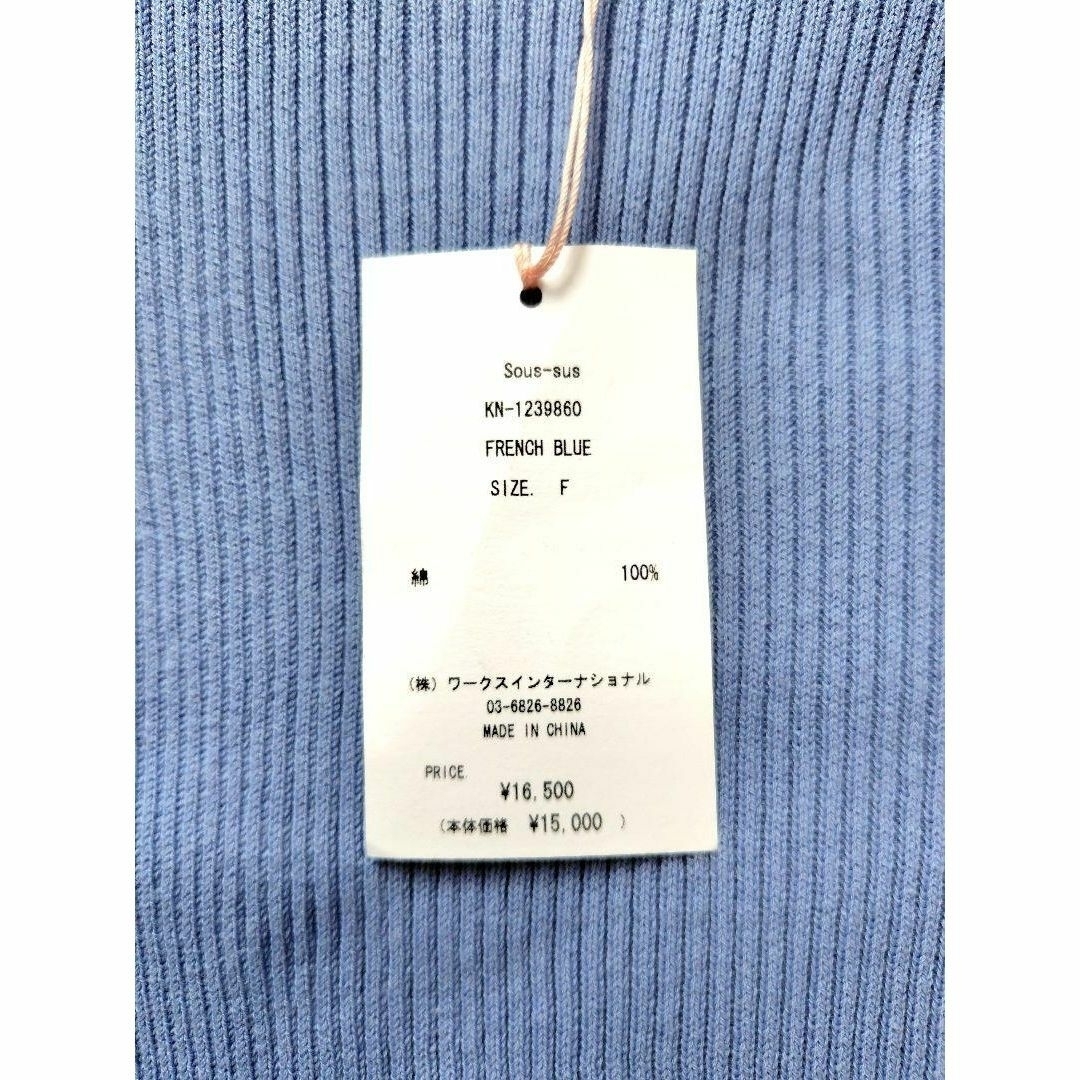 Sous-sus
KN-1239860
FRENCH BLUE
SIZE. F
綿 100%
(株)ワークスインターナショナル
03-6826-8826
MADE IN CHINA
PRICE.
¥16,500
(本体価格 ¥15,000 )